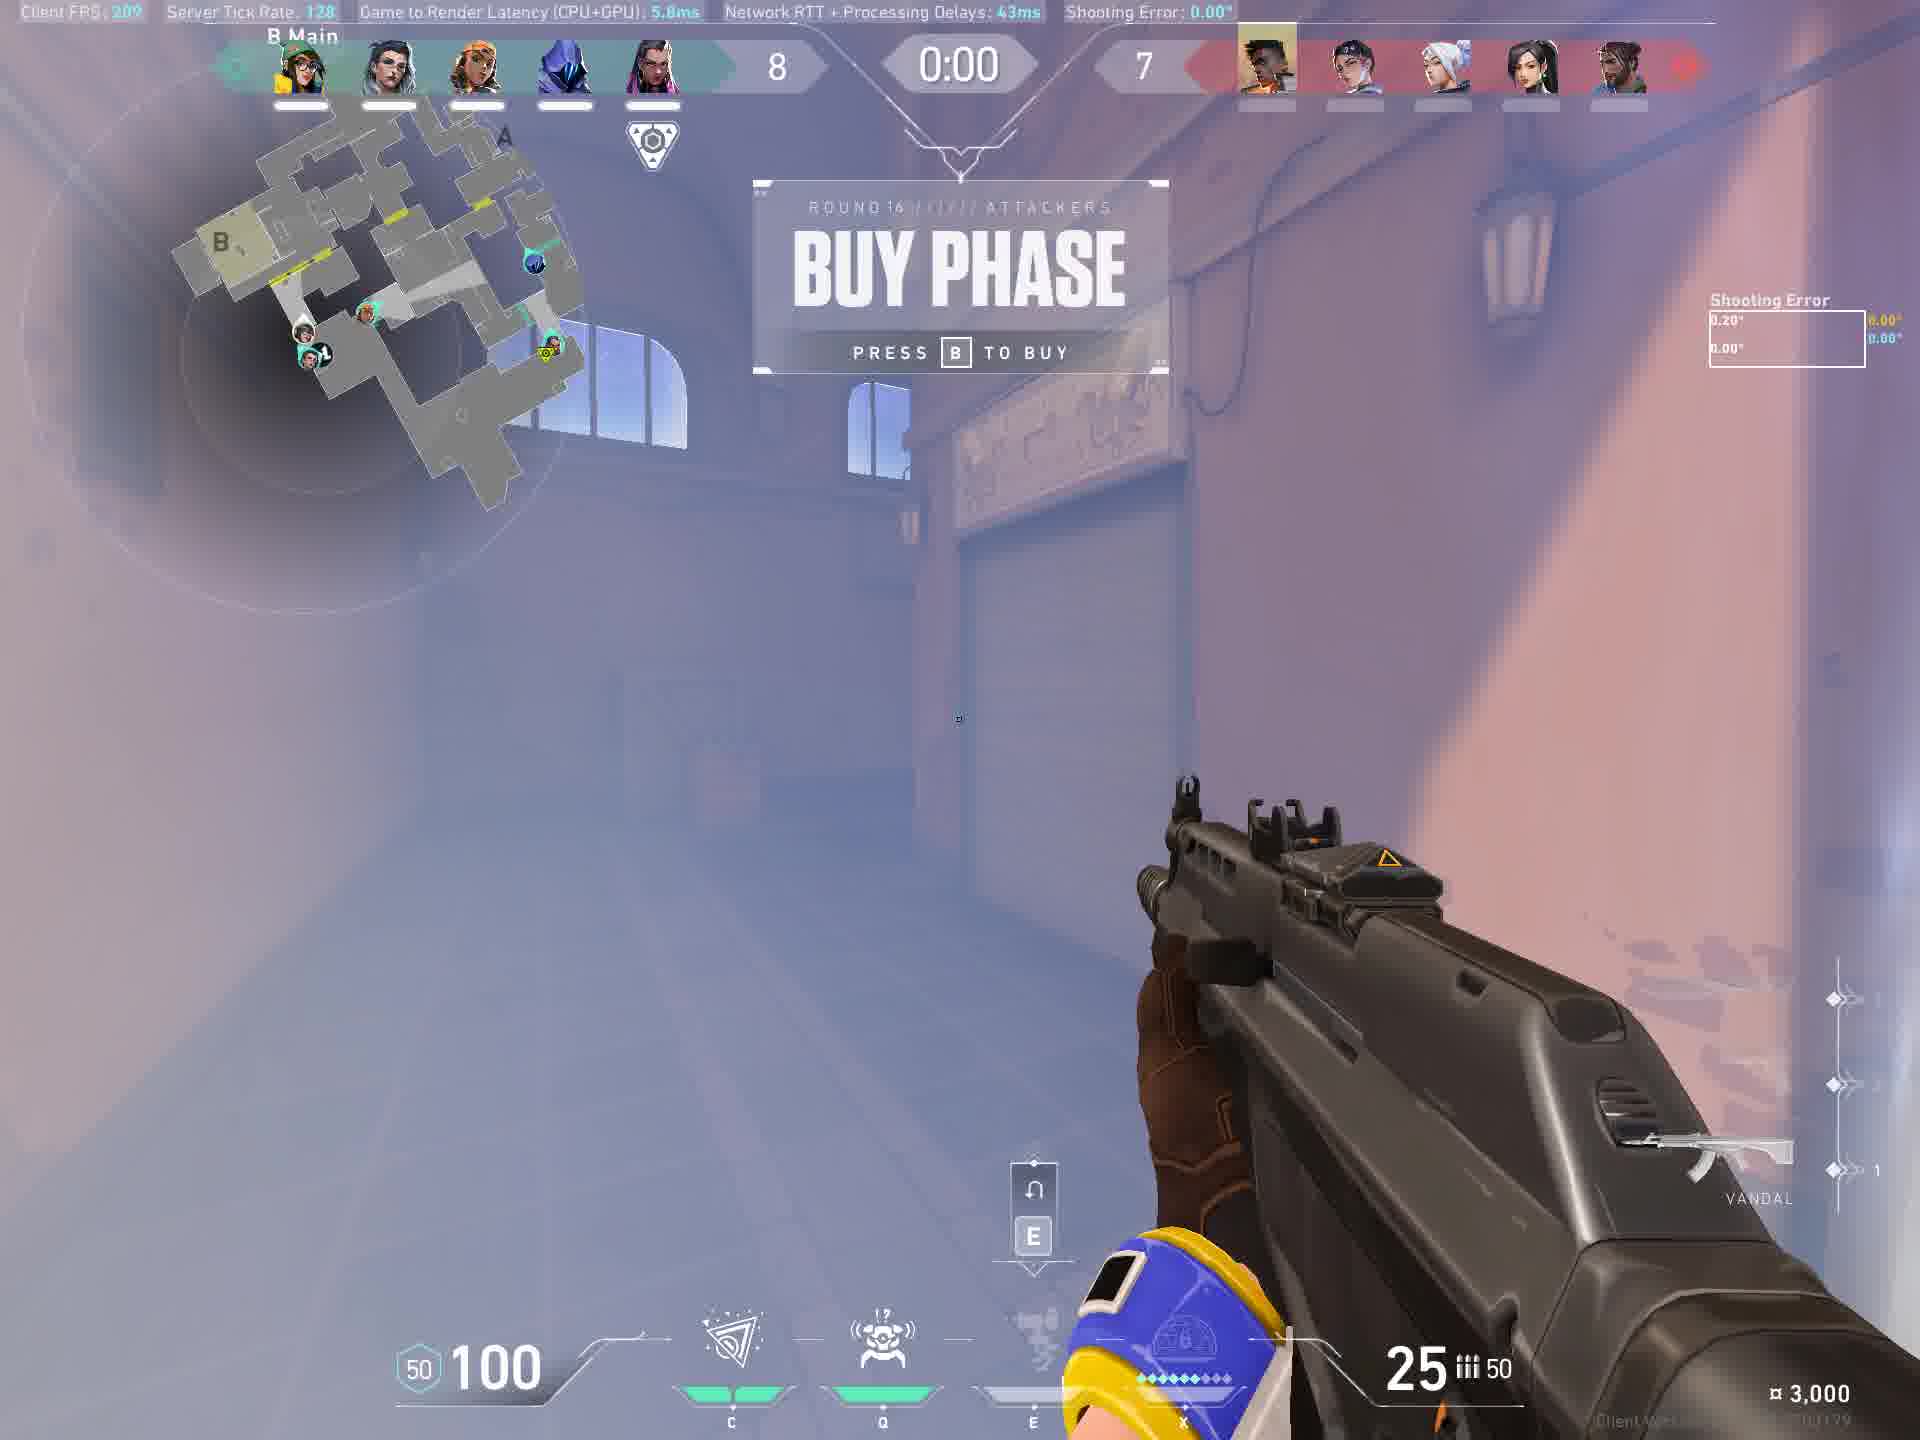 Client FPS: 209 Server Tick Rate: 128 Game to Render Latency (CPU+GPU): 5.8ms Network RTT + Processing Delays: 43ms Shooting Error: 0.00°
B Main
8 0:00 7
A
B
ROUND 16 ////// ATTACKERS
BUY PHASE
PRESS B TO BUY
Shooting Error
0.20° 0.00°
0.00° 0.00°
1
VANDAL
E
50 100
25 50
¤ 3,000
C Q E X